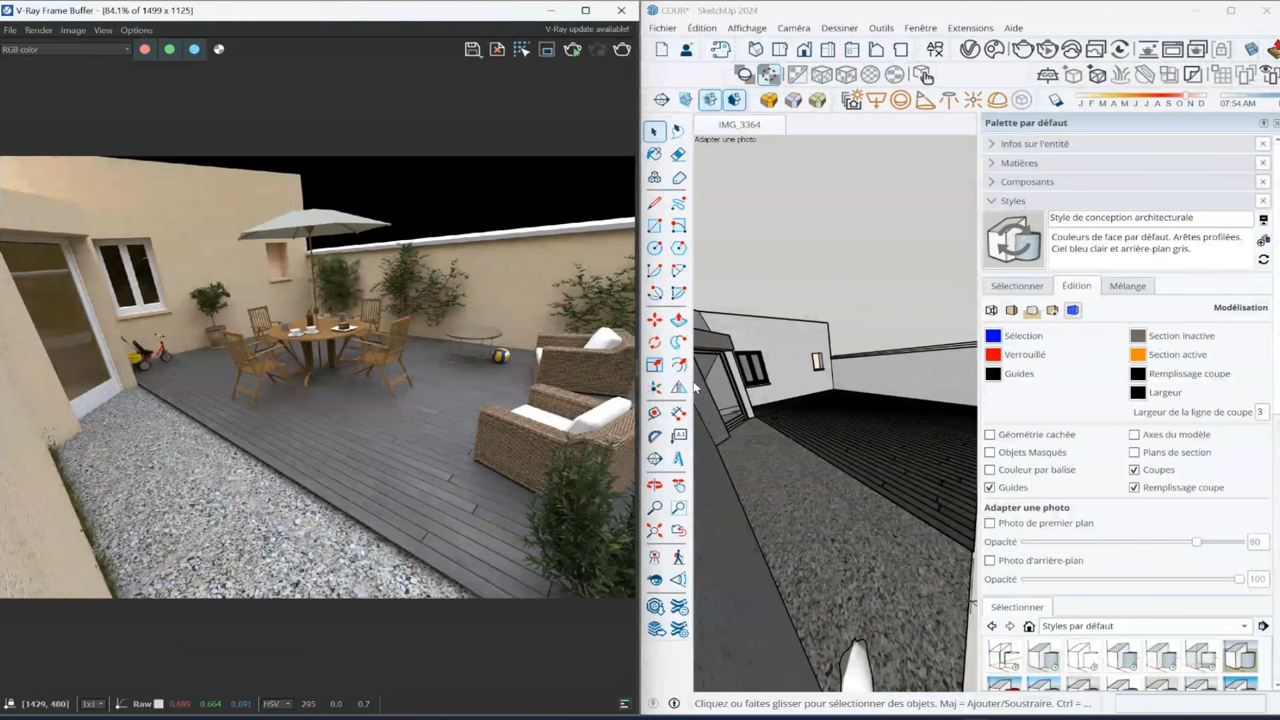 V-Ray Frame Buffer - [84.1% of 1499 x 1125]
File Render Image View Options
V-Ray update available!
RGB color
[1429, 480]
1x1
Raw
0.689 0.664 0.691
HSV
295 0.0 0.7
COUR* - SketchUp 2024
Fichier Édition Affichage Caméra Dessiner Outils Fenêtre Extensions Aide
J F M A M J J A S O N D
07:54 AM
IMG_3364
Adapter une photo
A1
Palette par défaut
Infos sur l'entité
Matières
Composants
Styles
Style de conception architecturale
Couleurs de face par défaut. Arêtes profilées. Ciel bleu clair et arrière-plan gris.
Sélectionner Édition Mélange
Modélisation
Sélection Section inactive
Verrouillé Section active
Guides Remplissage coupe
Largeur
Largeur de la ligne de coupe 3
Géométrie cachée Axes du modèle
Objets Masqués Plans de section
Couleur par balise Coupes
Guides Remplissage coupe
Adapter une photo
Photo de premier plan
Opacité 80
Photo d'arrière-plan
Opacité 100
Sélectionner
Styles par défaut
Cliquez ou faites glisser pour sélectionner des objets. Maj = Ajouter/Soustraire. Ctrl = ...